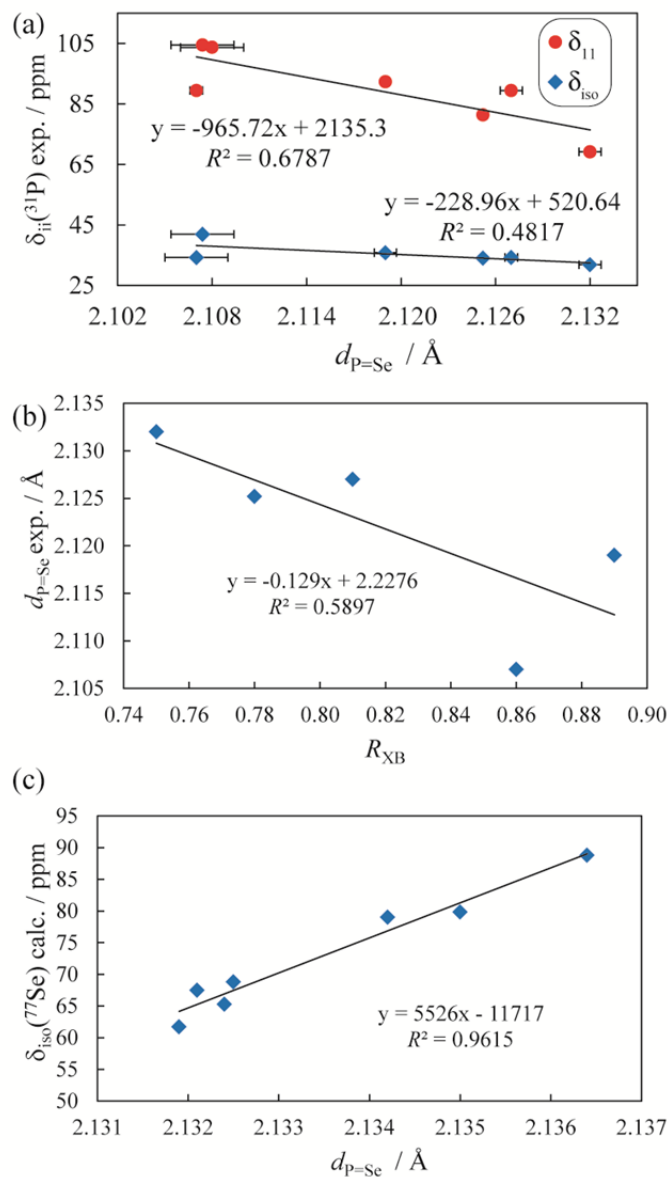 (a)
105
85
65
45
25
δii(³¹P) exp. / ppm
δ11
δiso
y = -965.72x + 2135.3
R² = 0.6787
y = -228.96x + 520.64
R² = 0.4817
2.102 2.108 2.114 2.120 2.126 2.132
dP=Se / Å
(b)
2.135
2.130
2.125
2.120
2.115
2.110
2.105
dP=Se exp. / Å
y = -0.129x + 2.2276
R² = 0.5897
0.74 0.76 0.78 0.80 0.82 0.84 0.86 0.88 0.90
RXB
(c)
95
90
85
80
75
70
65
60
55
50
δiso(⁷⁷Se) calc. / ppm
y = 5526x - 11717
R² = 0.9615
2.131 2.132 2.133 2.134 2.135 2.136 2.137
dP=Se / Å